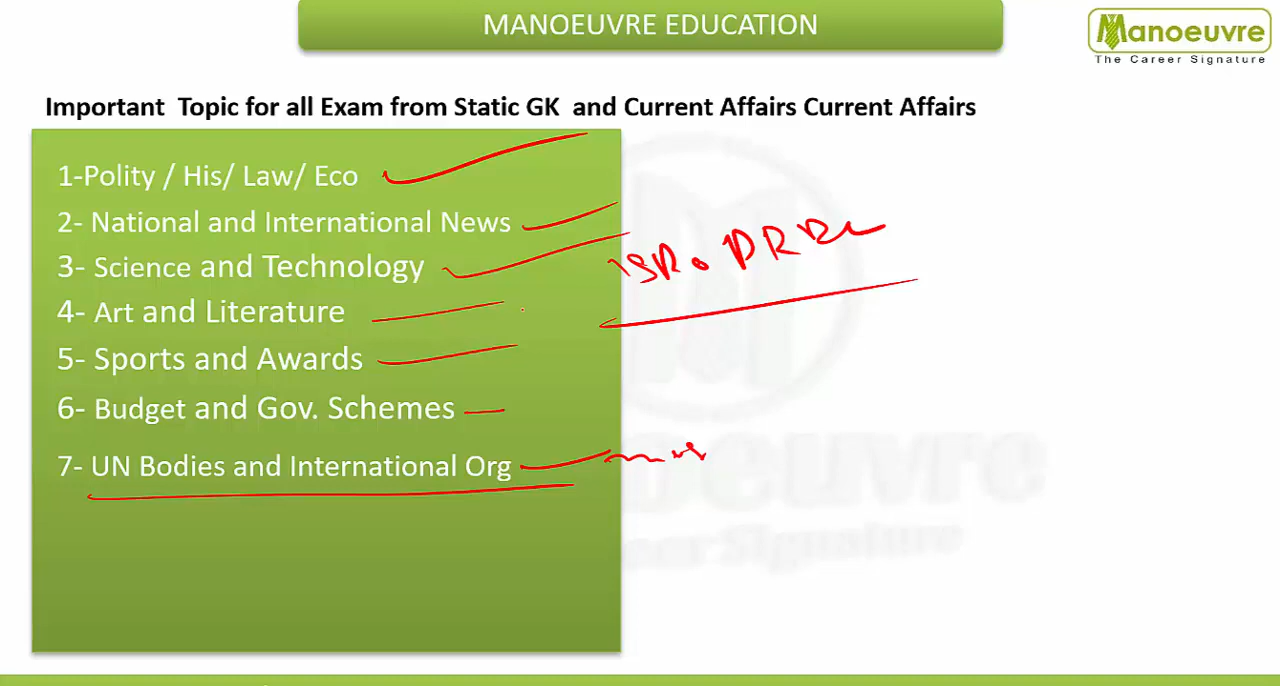 MANOEUVRE EDUCATION
Manoeuvre
The Career Signature
Important Topic for all Exam from Static GK and Current Affairs Current Affairs
1-Polity / His/ Law/ Eco
2- National and International News
3- Science and Technology
ISRO DRDO
4- Art and Literature
5- Sports and Awards
6- Budget and Gov. Schemes
7- UN Bodies and International Org